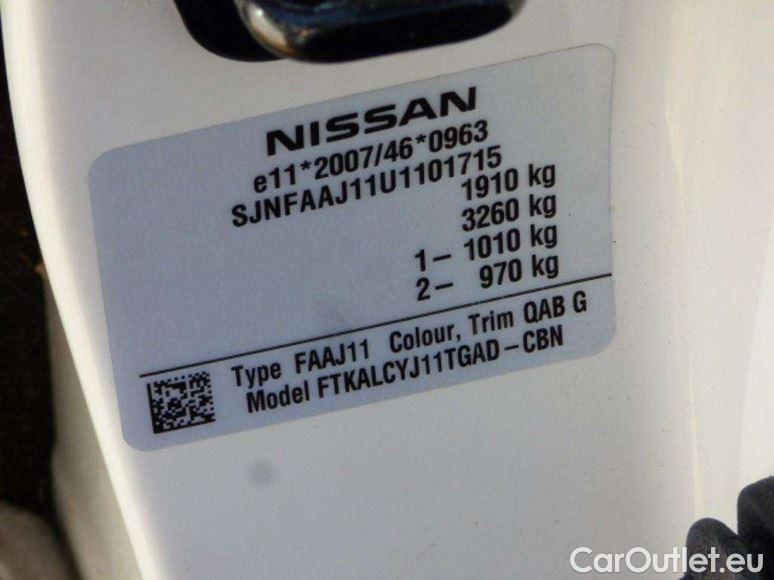 NISSAN
e11*2007/46*0963
SJNFAAJ11U1101715
1910 kg
3260 kg
1- 1010 kg
2- 970 kg
Type FAAJ11 Colour, Trim QAB G
Model FTKALCYJ11TGAD-CBN
CarOutlet.eu